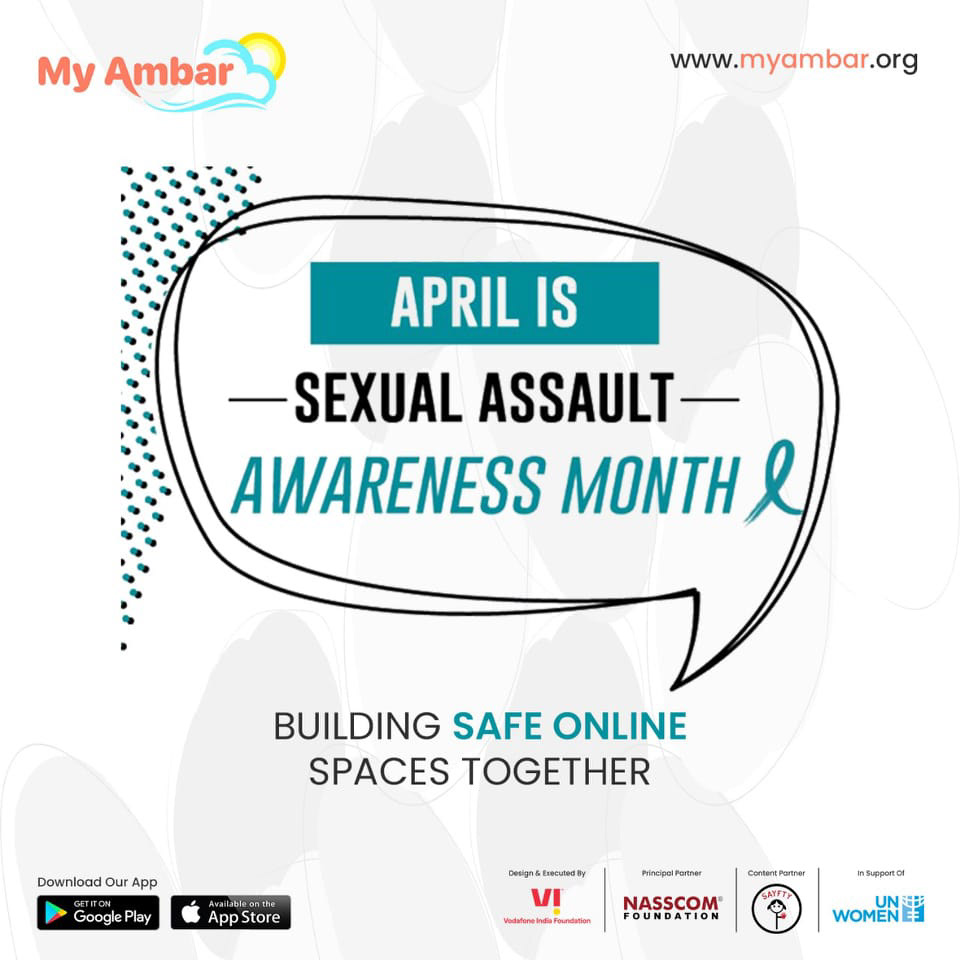 My Ambar
www.myambar.org
APRIL IS
SEXUAL ASSAULT
AWARENESS MONTH
BUILDING SAFE ONLINE
SPACES TOGETHER
Download Our App
GET IT ON
Google Play
Available on the
App Store
Design & Executed By
VI!
Vodafone India Foundation
Principal Partner
NASSCOM®
FOUNDATION
Content Partner
SAYFTY
In Support Of
UN
WOMEN